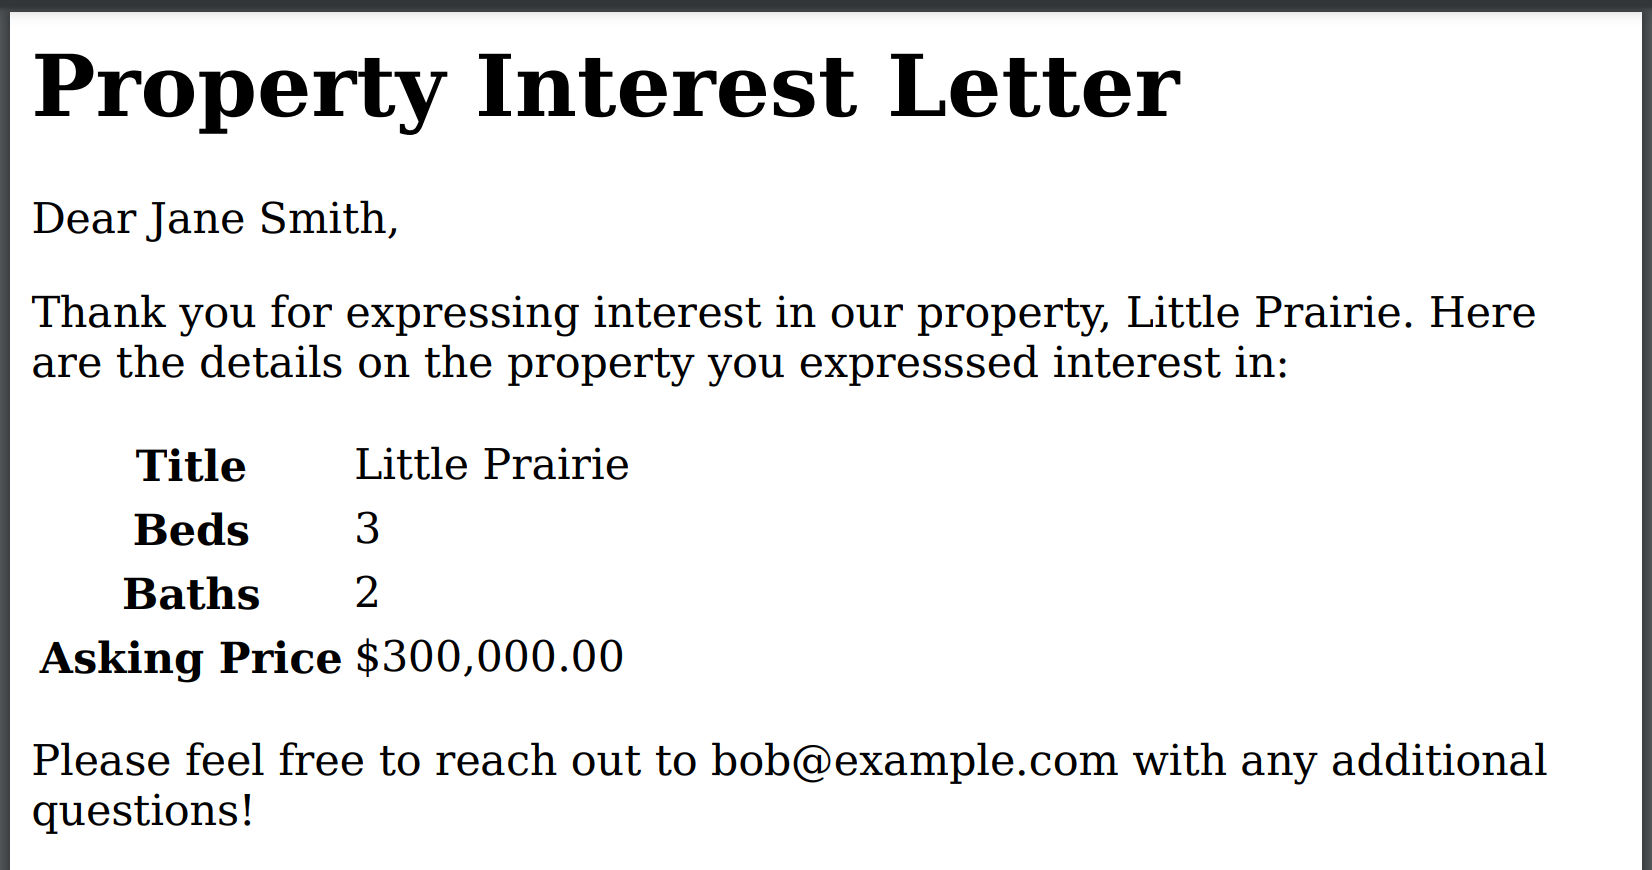 Property Interest Letter
Dear Jane Smith,
Thank you for expressing interest in our property, Little Prairie. Here
are the details on the property you expresssed interest in:
Title Little Prairie
Beds 3
Baths 2
Asking Price $300,000.00
Please feel free to reach out to bob@example.com with any additional
questions!